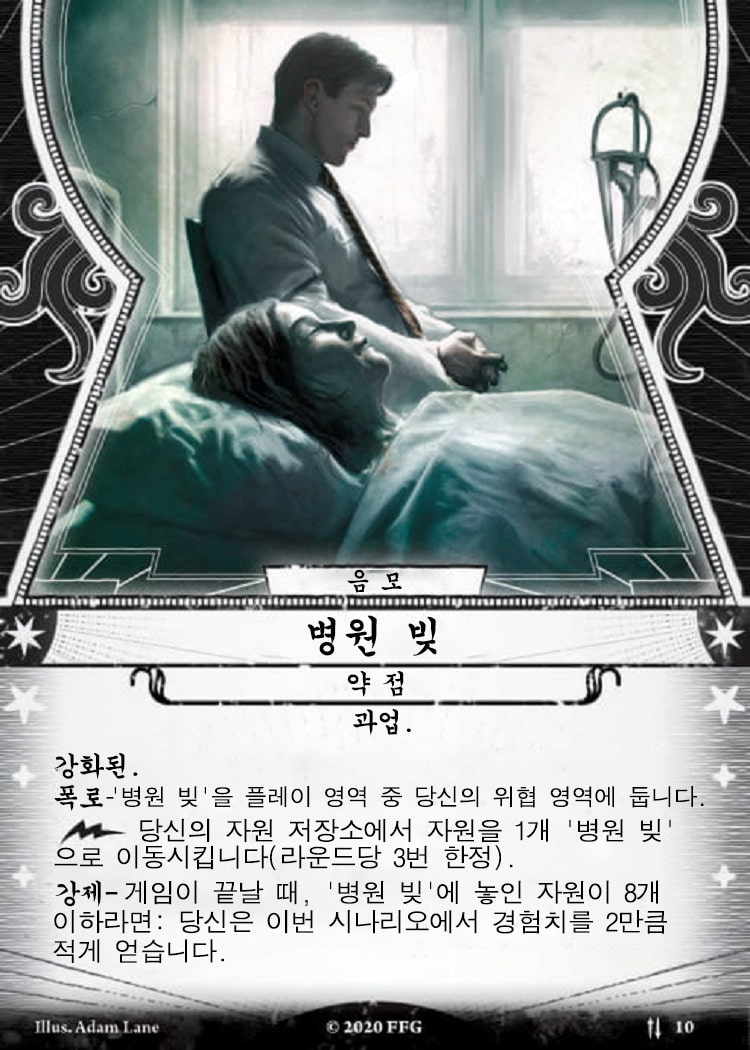 음모
병원 빚
약점
과업.
강화된.
폭로-'병원 빚'을 플레이 영역 중 당신의 위협 영역에 둡니다.
당신의 자원 저장소에서 자원을 1개 '병원 빚'
으로 이동시킵니다(라운드당 3번 한정).
강제-게임이 끝날 때, '병원 빚'에 놓인 자원이 8개
이하라면: 당신은 이번 시나리오에서 경험치를 2만큼
적게 얻습니다.
Illus. Adam Lane © 2020 FFG 10